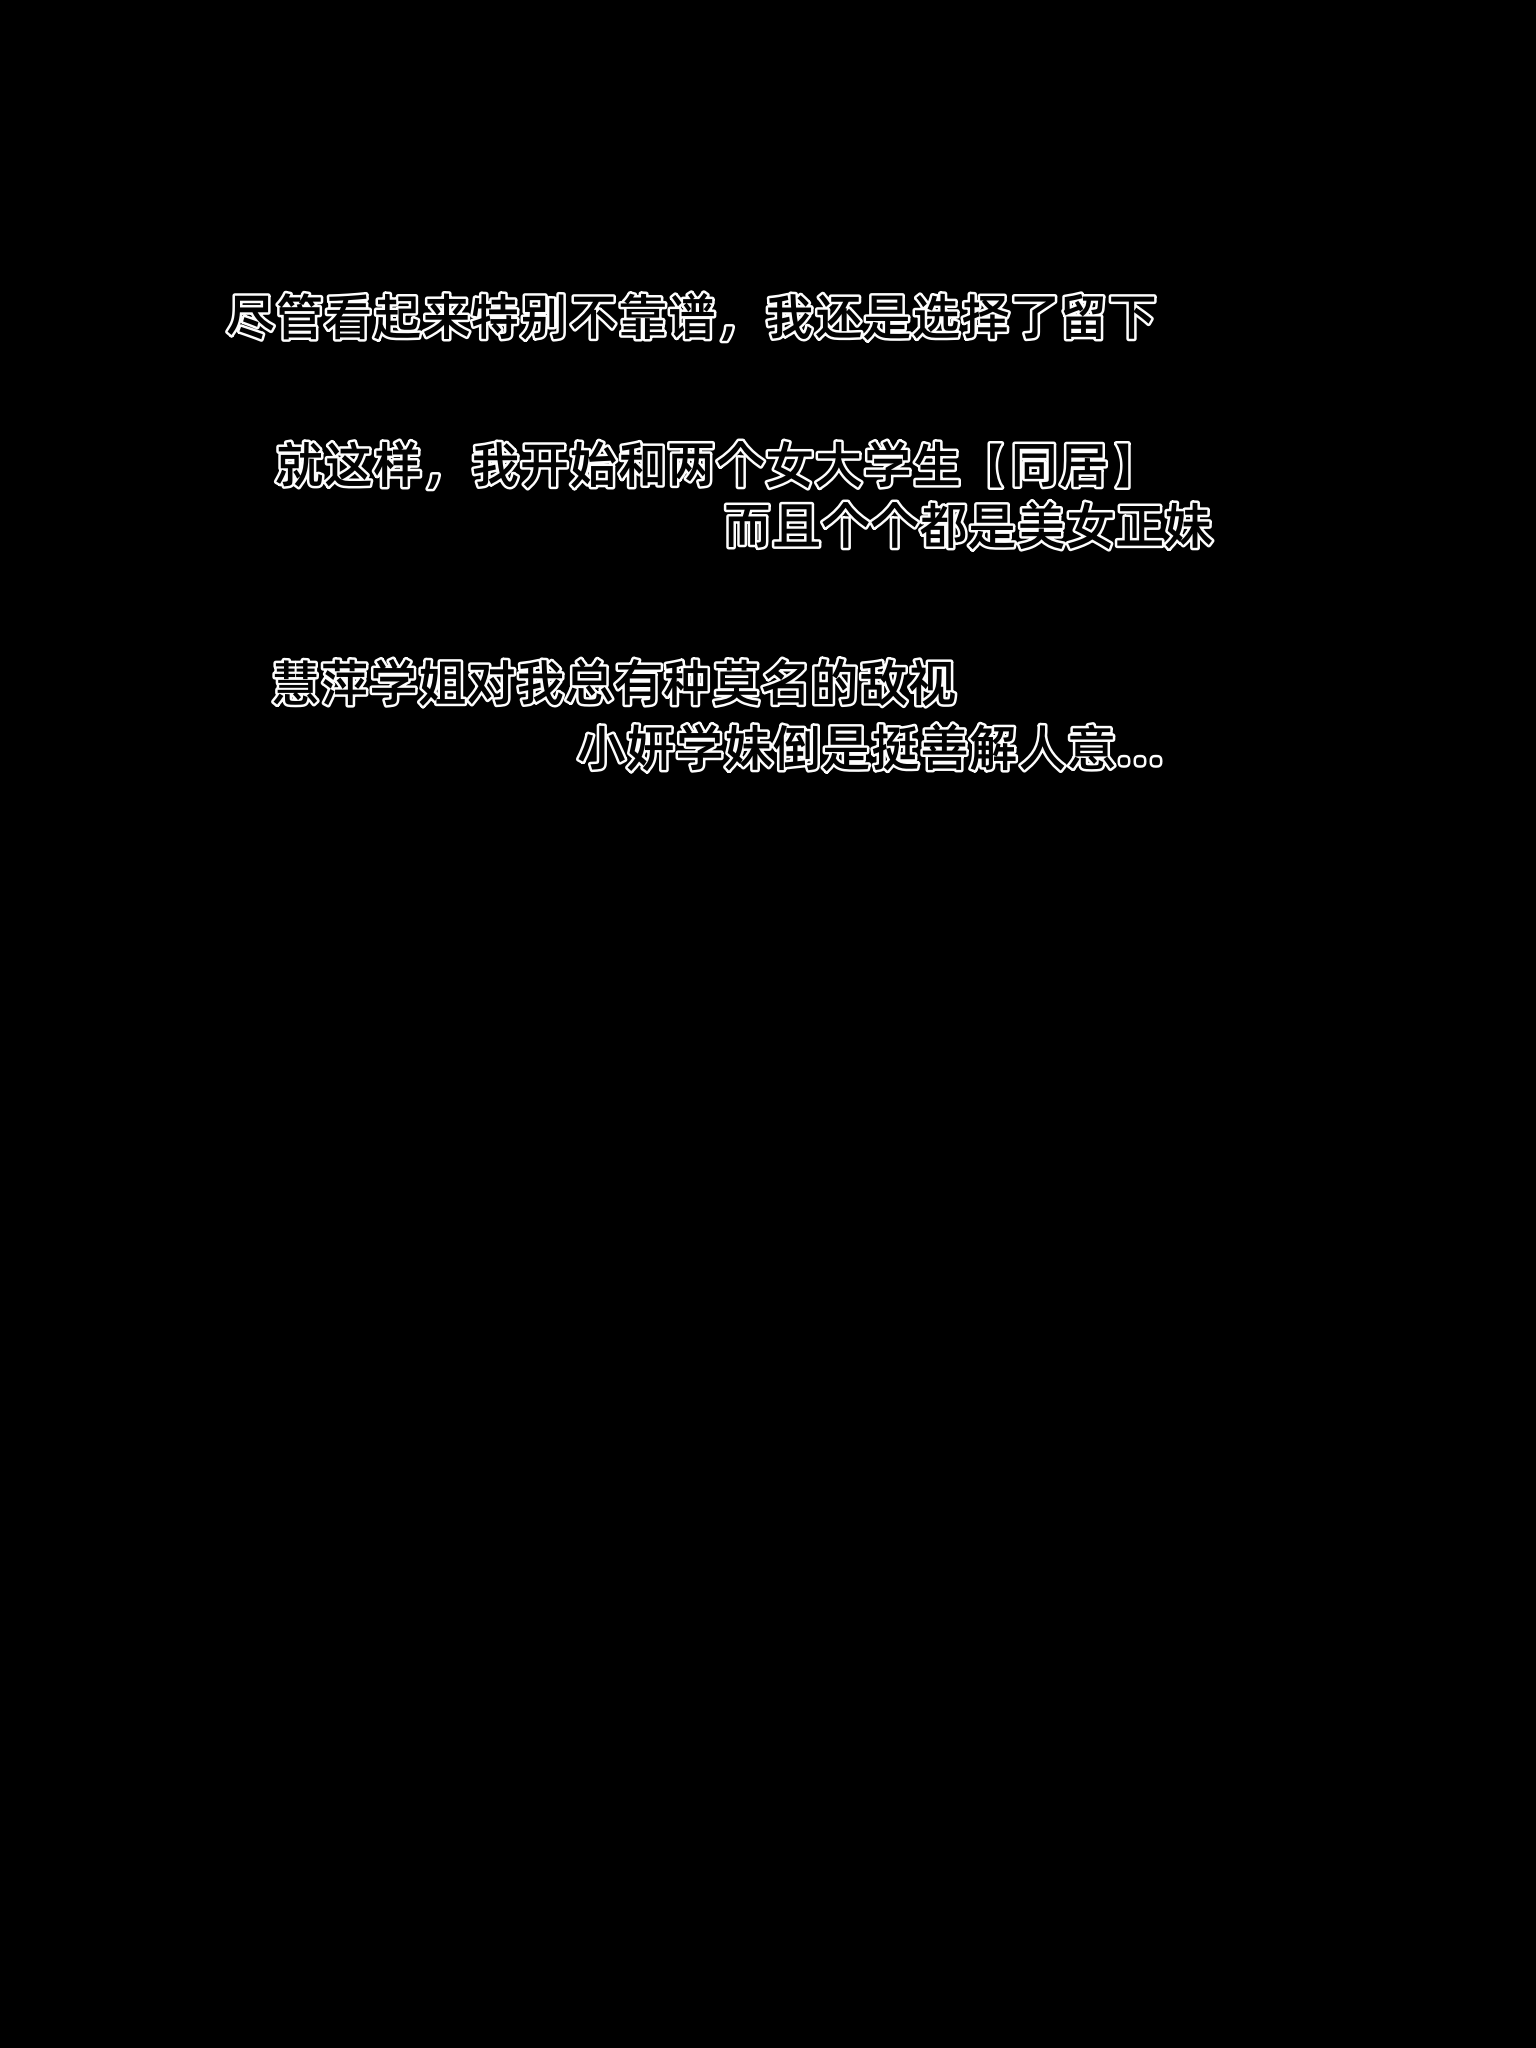 尽管看起来特别不靠谱，我还是选择了留下
就这样，我开始和两个女大学生【同居】
而且个个都是美女正妹
慧萍学姐对我总有种莫名的敌视
小妍学妹倒是挺善解人意...